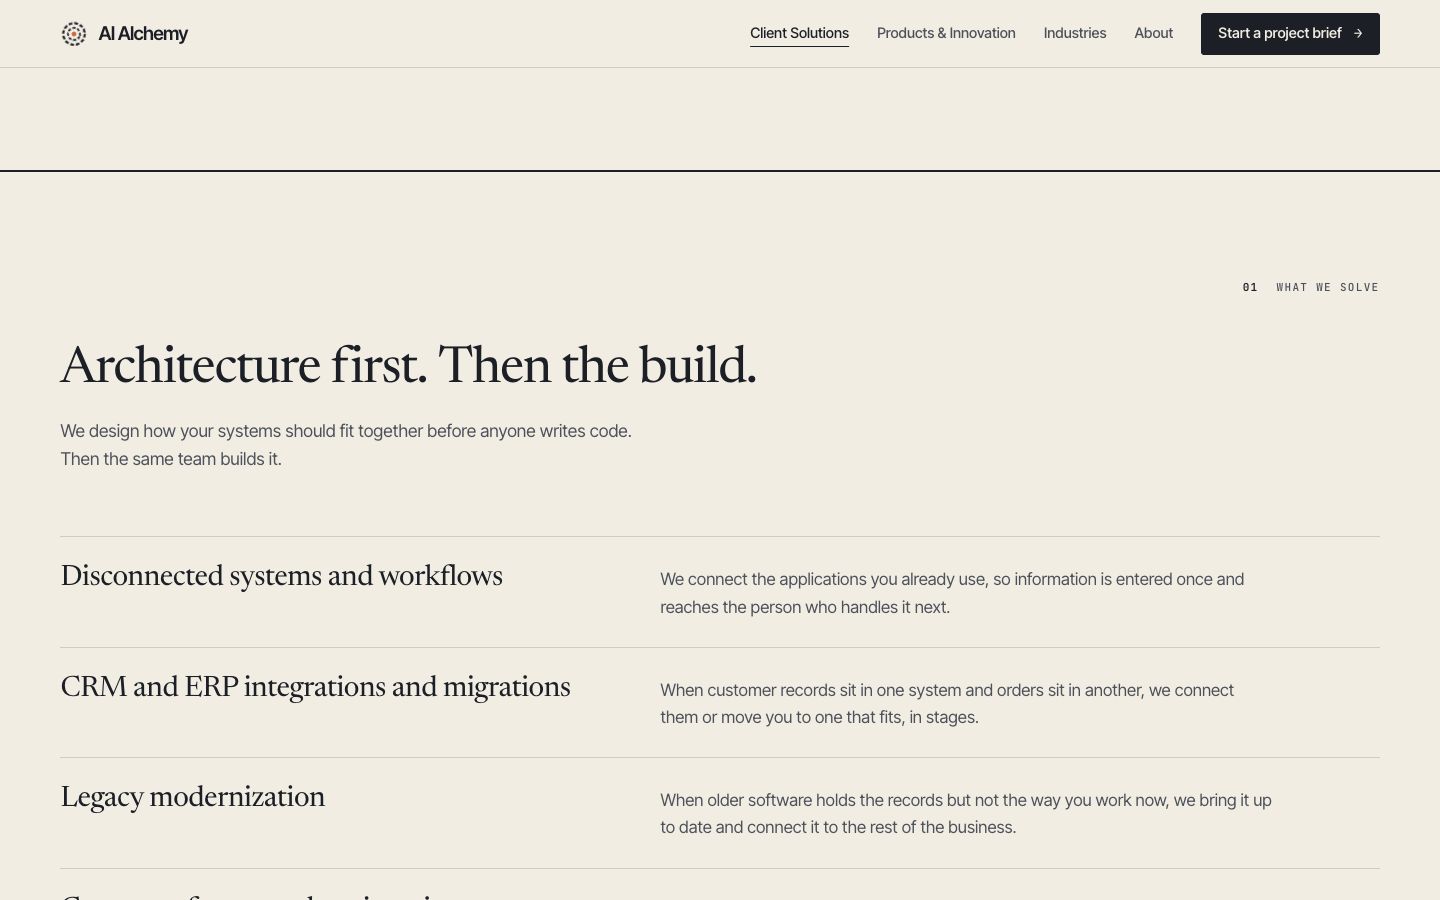 AI Alchemy
Client Solutions
Products & Innovation
Industries
About
Start a project brief →
01 WHAT WE SOLVE
Architecture first. Then the build.
We design how your systems should fit together before anyone writes code.
Then the same team builds it.
Disconnected systems and workflows
We connect the applications you already use, so information is entered once and
reaches the person who handles it next.
CRM and ERP integrations and migrations
When customer records sit in one system and orders sit in another, we connect
them or move you to one that fits, in stages.
Legacy modernization
When older software holds the records but not the way you work now, we bring it up
to date and connect it to the rest of the business.